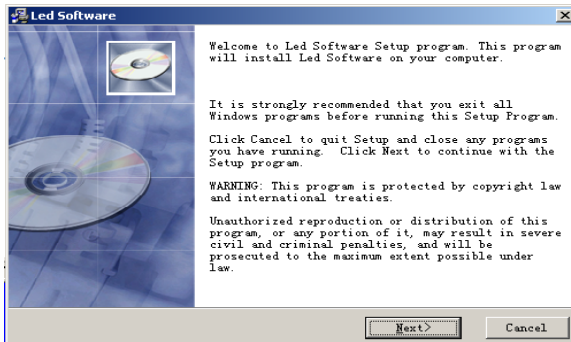 Led Software
Welcome to Led Software Setup program. This program
will install Led Software on your computer.
It is strongly recommended that you exit all
Windows programs before running this Setup Program.
Click Cancel to quit Setup and close any programs
you have running. Click Next to continue with the
Setup program.
WARNING: This program is protected by copyright law
and international treaties.
Unauthorized reproduction or distribution of this
program, or any portion of it, may result in severe
civil and criminal penalties, and will be
prosecuted to the maximum extent possible under
law.
Next> Cancel